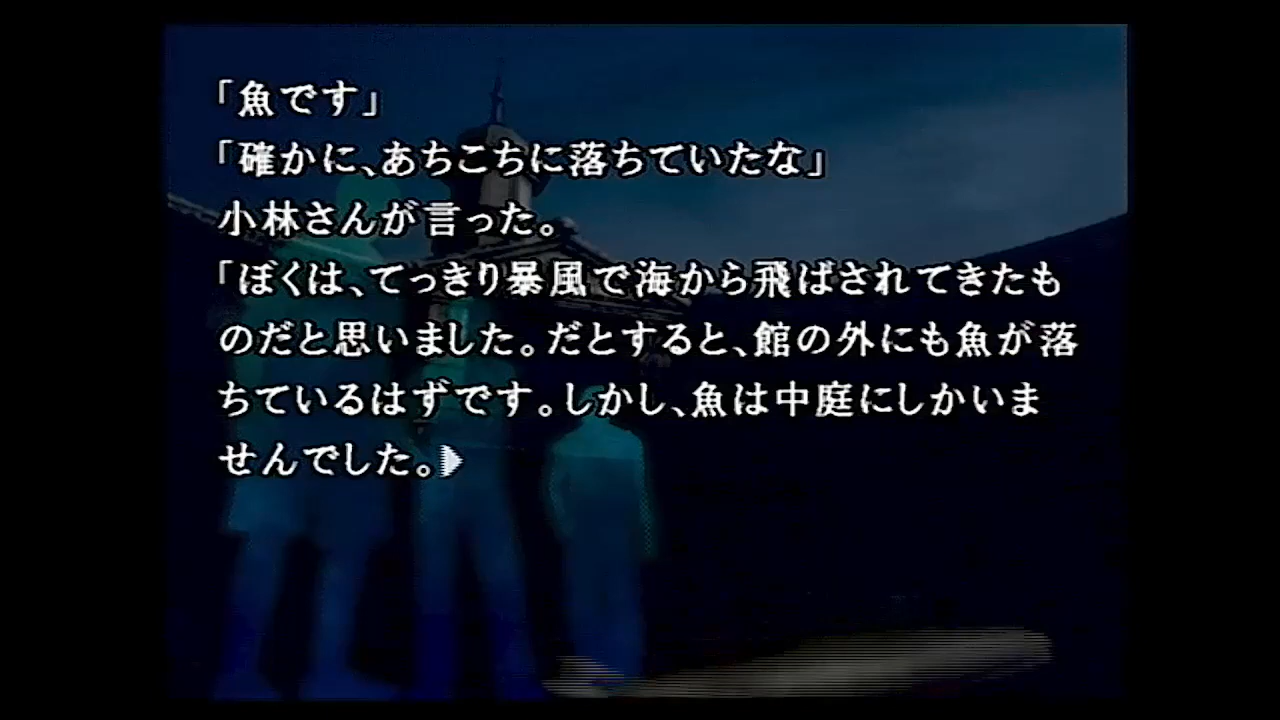 「魚です」
「確かに、あちこちに落ちていたな」
小林さんが言った。
「ぼくは、てっきり暴風で海から飛ばされてきたも
のだと思いました。だとすると、館の外にも魚が落
ちているはずです。しかし、魚は中庭にしかいま
せんでした。